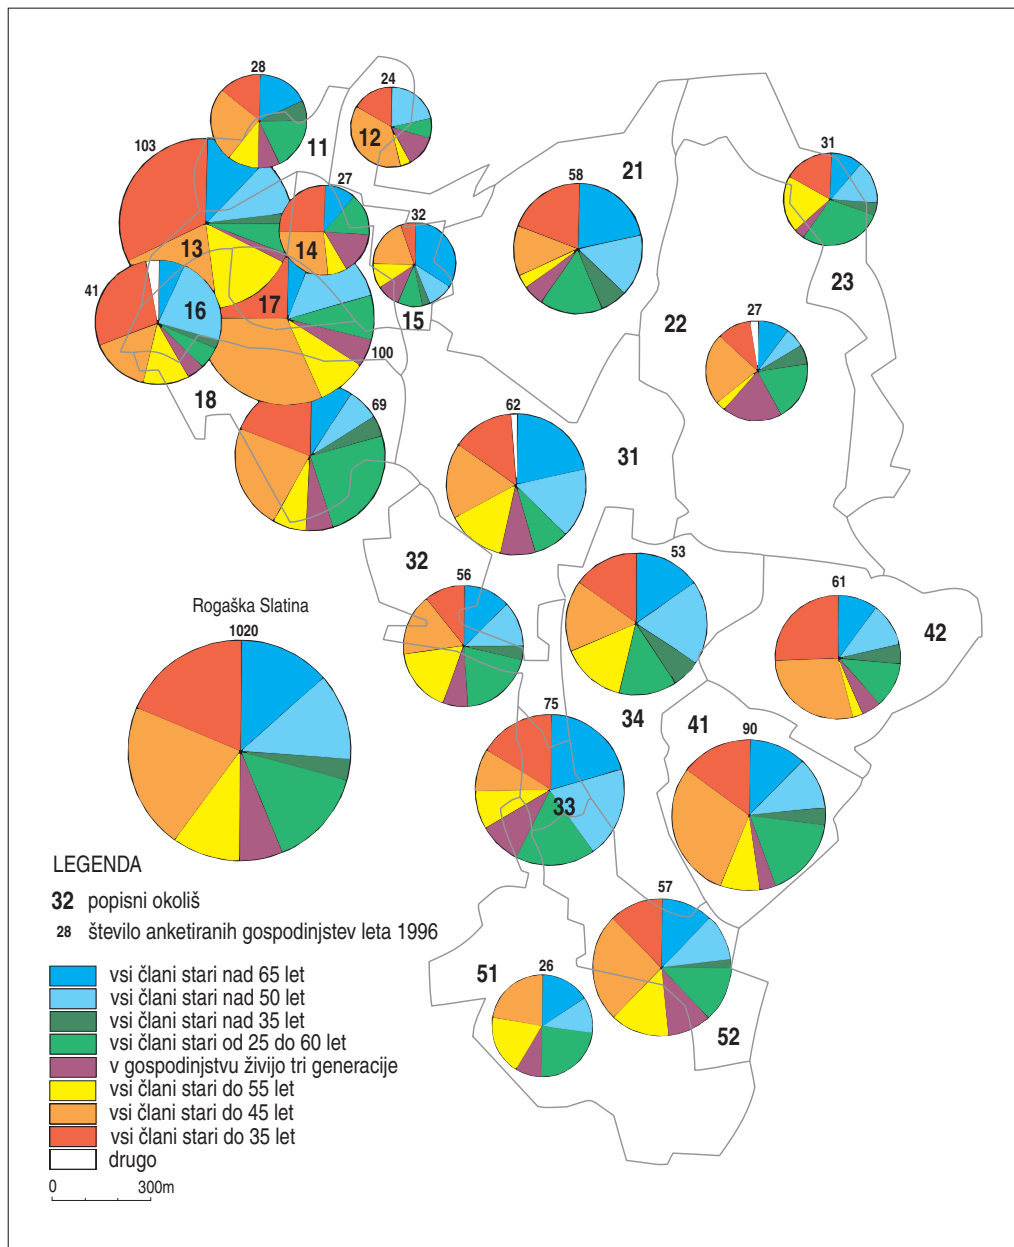 28
24
103
11
12
27
21
31
58
32
14
13
23
41
16
17
15
22
27
100
18
69
62
31
32
53
56
61
Rogaška Slatina
1020
42
75
34
41
90
33
LEGENDA
32 popisni okoliš
28 število anketiranih gospodinjstev leta 1996
57
vsi člani stari nad 65 let
51
26
vsi člani stari nad 50 let
vsi člani stari nad 35 let
vsi člani stari od 25 do 60 let
52
v gospodinjstvu živijo tri generacije
vsi člani stari do 55 let
vsi člani stari do 45 let
vsi člani stari do 35 let
drugo
0 300m